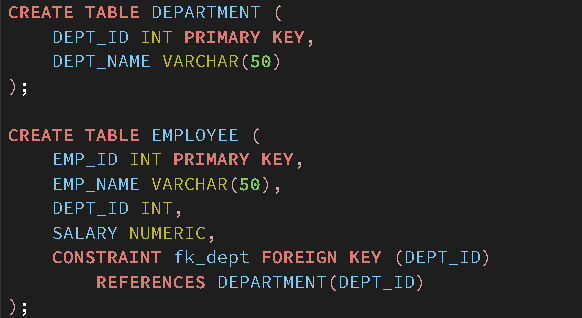 CREATE TABLE DEPARTMENT (
    DEPT_ID INT PRIMARY KEY,
    DEPT_NAME VARCHAR(50)
);

CREATE TABLE EMPLOYEE (
    EMP_ID INT PRIMARY KEY,
    EMP_NAME VARCHAR(50),
    DEPT_ID INT,
    SALARY NUMERIC,
    CONSTRAINT fk_dept FOREIGN KEY (DEPT_ID)
        REFERENCES DEPARTMENT(DEPT_ID)
);